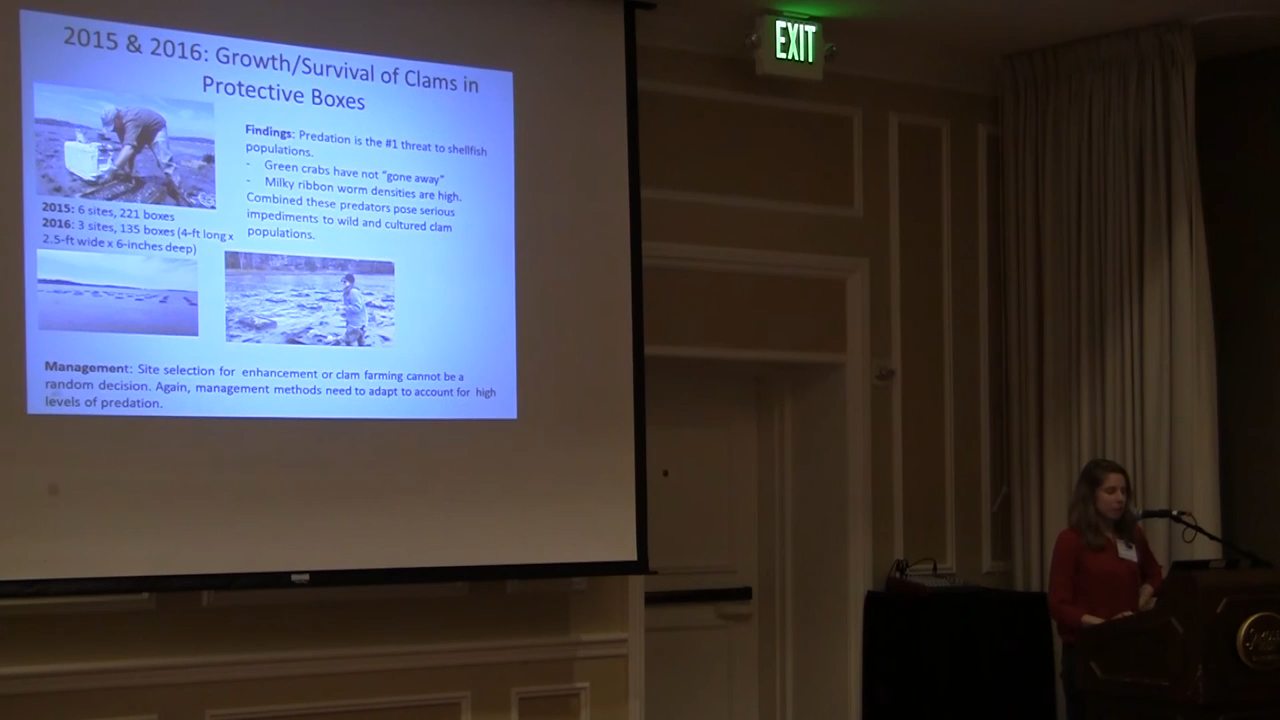 2015 & 2016: Growth/Survival of Clams in
Protective Boxes
Findings: Predation is the #1 threat to shellfish
populations.
- Green crabs have not "gone away"
- Milky ribbon worm densities are high.
Combined these predators pose serious
impediments to wild and cultured clam
populations.
2015: 6 sites, 221 boxes
2016: 3 sites, 135 boxes (4-ft long x
2.5-ft wide x 6-inches deep)
Management: Site selection for enhancement or clam farming cannot be a
random decision. Again, management methods need to adapt to account for high
levels of predation.
EXIT